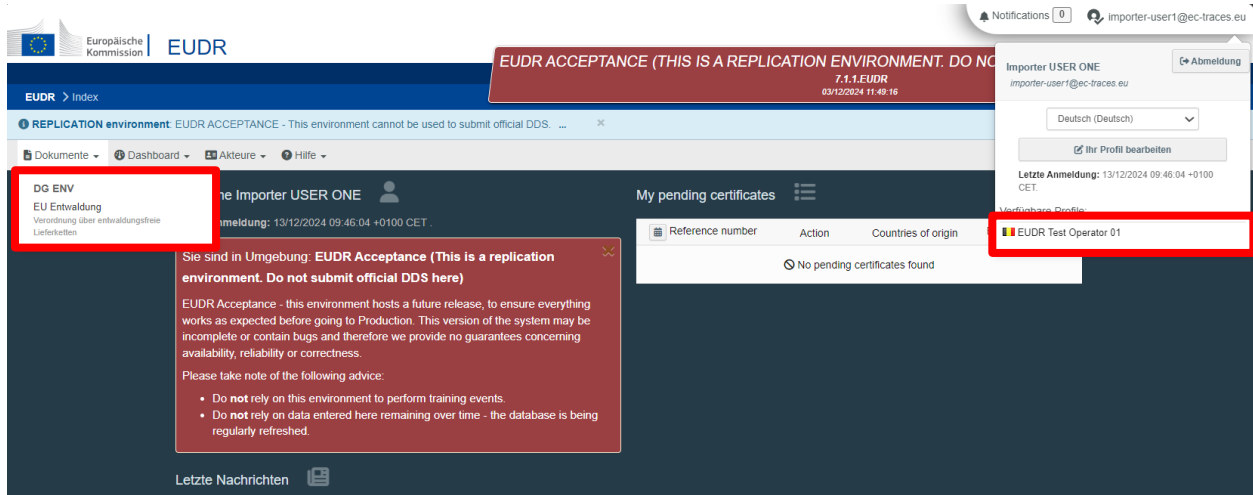 Notifications 0 importer-user1@ec-traces.eu
Europäische
Kommission
EUDR
EUDR ACCEPTANCE (THIS IS A REPLICATION ENVIRONMENT. DO NO
7.1.1.EUDR
03/12/2024 11:49:16
Importer USER ONE
Abmeldung
importer-user1@ec-traces.eu
EUDR > Index
REPLICATION environment: EUDR ACCEPTANCE - This environment cannot be used to submit official DDS. ... ×
Deutsch (Deutsch)
Ihr Profil bearbeiten
Letzte Anmeldung: 13/12/2024 09:46:04 +0100
CET.
Verfügbare Profile:
EUDR Test Operator 01
Dokumente Dashboard Akteure Hilfe
DG ENV
EU Entwaldung
Verordnung über entwaldungsfreie
Lieferketten
ne Importer USER ONE
nmeldung: 13/12/2024 09:46:04 +0100 CET .
Sie sind in Umgebung: EUDR Acceptance (This is a replication
environment. Do not submit official DDS here)
EUDR Acceptance - this environment hosts a future release, to ensure everything
works as expected before going to Production. This version of the system may be
incomplete or contain bugs and therefore we provide no guarantees concerning
availability, reliability or correctness.
Please take note of the following advice:
• Do not rely on this environment to perform training events.
• Do not rely on data entered here remaining over time - the database is being
regularly refreshed.
Letzte Nachrichten
My pending certificates
Reference number Action Countries of origin
No pending certificates found